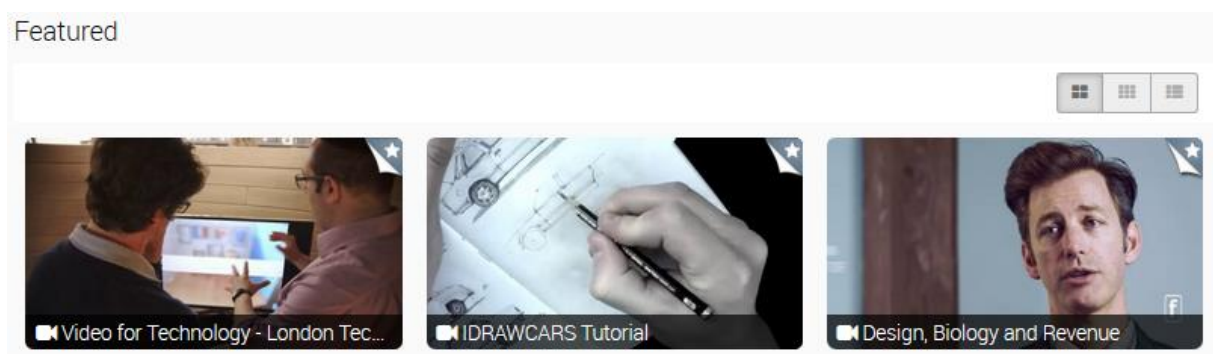 Featured
Video for Technology - London Tec...
IDRAWCARS Tutorial
Design, Biology and Revenue
f